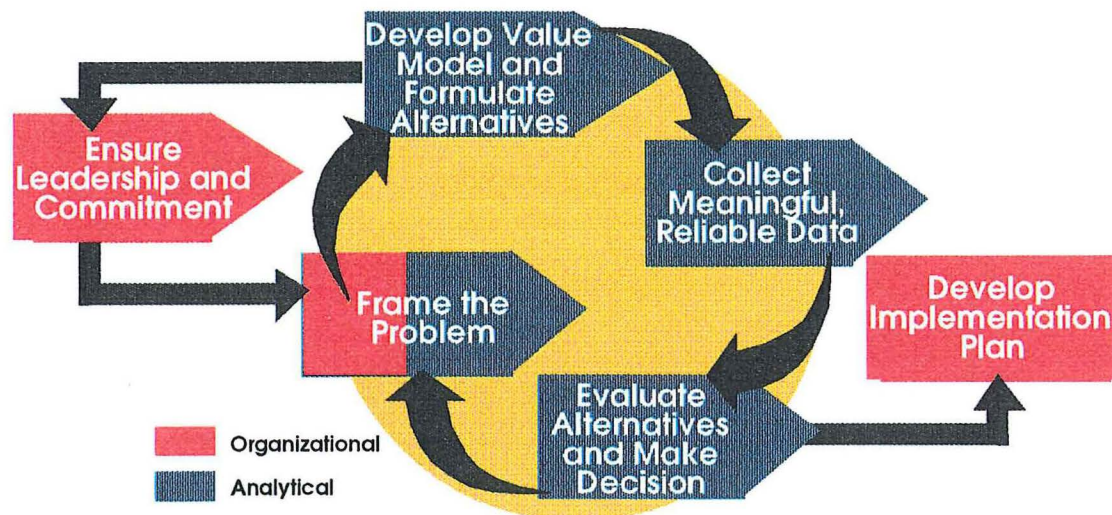 Develop Value
Model and
Formulate
Alternatives
Ensure
Leadership and
Commitment
Collect
Meaningful,
Reliable Data
Frame the
Problem
Develop
Implementation
Plan
Evaluate
Alternatives
and Make
Decision
Organizational
Analytical